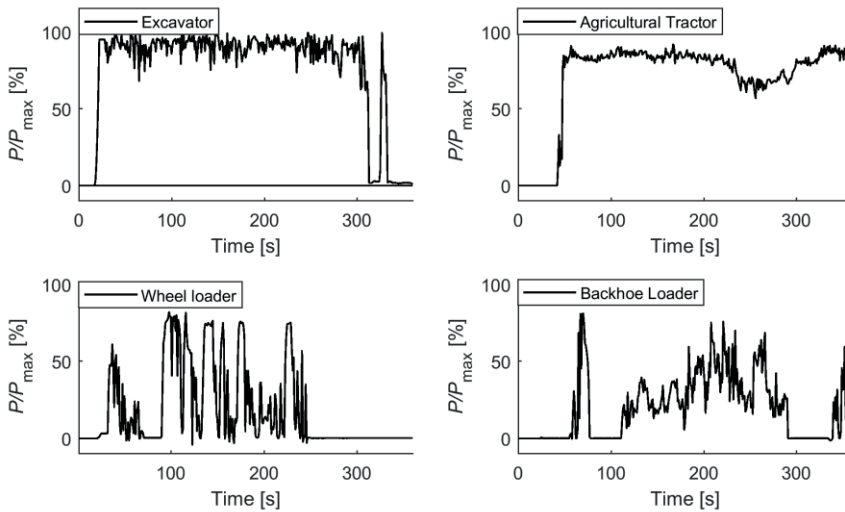 Excavator
100
50
0
P/Pmax [%]
0 100 200 300
Time [s]
Agricultural Tractor
100
50
0
P/Pmax [%]
0 100 200 300
Time [s]
Wheel loader
100
50
0
P/Pmax [%]
100 200 300
Time [s]
Backhoe Loader
100
50
0
P/Pmax [%]
0 100 200 300
Time [s]